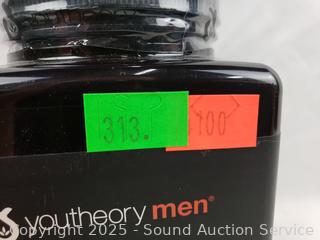 313.
100
youtheory men®
Copyright 2025 - Sound Auction Service